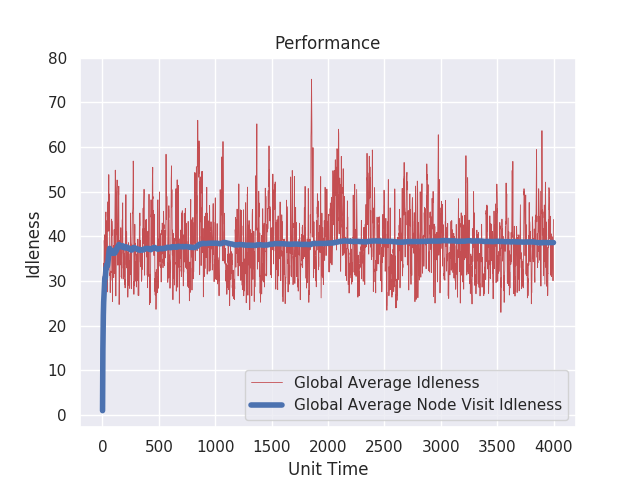 Performance
80
70
60
50
40
30
20
10
0
Idleness
Global Average Idleness
Global Average Node Visit Idleness
0 500 1000 1500 2000 2500 3000 3500 4000
Unit Time